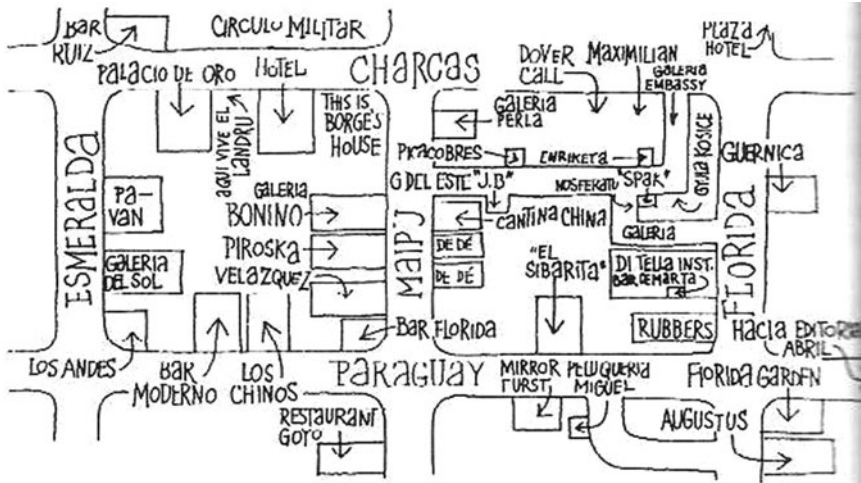 BAR
RUIZ
CIRCULO MILITAR
PLAZA
HOTEL
PALACIO DE ORO
HOTEL
CHARCAS
DOVER
CALL
MAXIMILIAN
GALERIA
EMBASSY
AQUI VIVE EL
LANDRU
THIS IS
BORGE'S
HOUSE
GALERIA
PERLA
ESMERALDA
PICACOBRES
ENRIKETA
GYULA KOSICE
GUERNICA
PA-
VAN
GALERIA
BONINO
G DEL ESTE "J.B"
NOSFERATU
"SPAK"
CANTINA CHINA
GALERIA
FLORIDA
PIROSKA
MAIPU
DE DÉ
DE DÉ
"EL
SIBARITA"
DI TELLA INST.
BAR DE MARTA
GALERIA
DEL SOL
VELAZQUEZ
BAR FLORIDA
RUBBERS
HACIA EDITORA
ABRIL
LOS ANDES
BAR
MODERNO
LOS
CHINOS
PARAGUAY
MIRROR
FURST
PELUQUERIA
MIGUEL
FLORIDA GARDEN
RESTAURANT
GOYO
AUGUSTUS